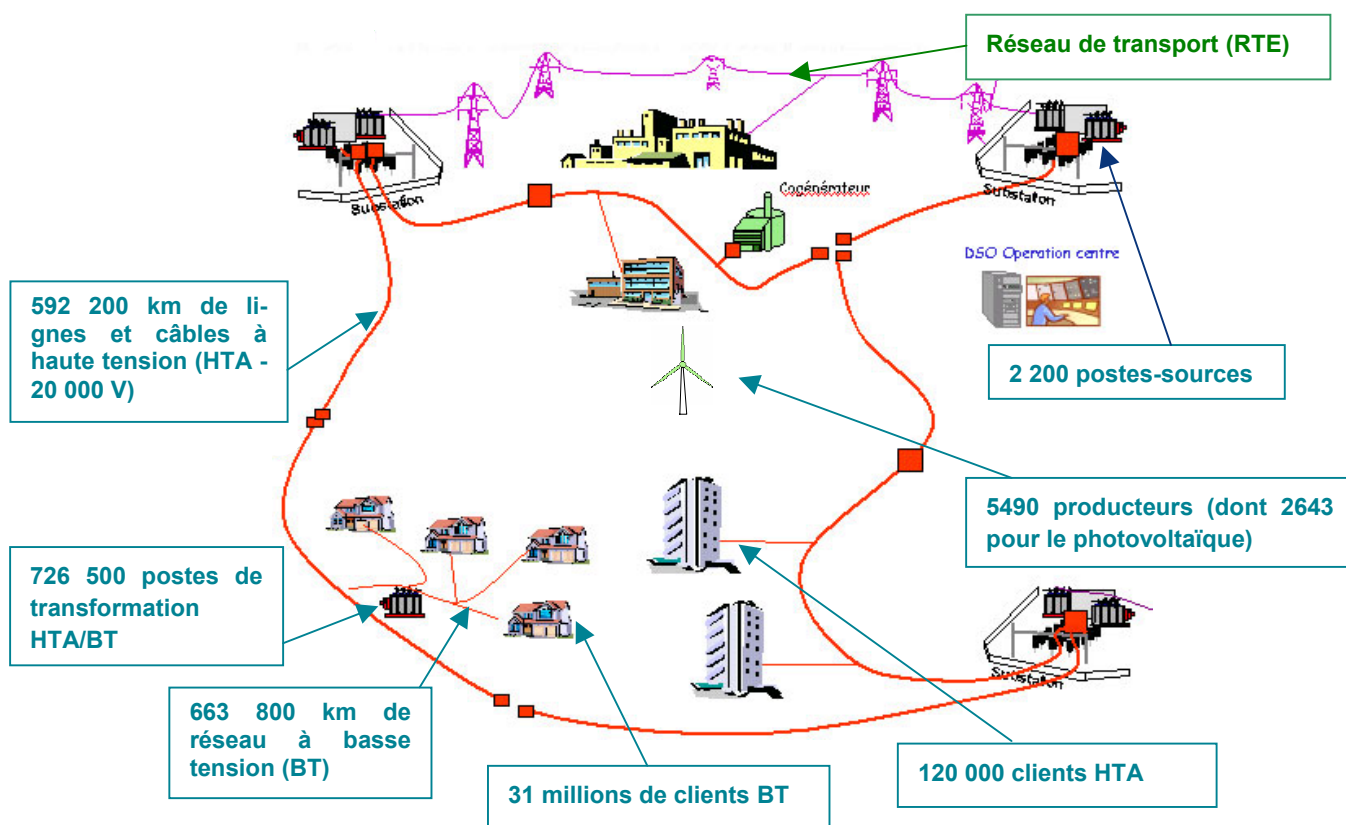 Réseau de transport (RTE)
Cogénérateur
Substation
Substation
DSO Operation centre
592 200 km de li-
gnes et câbles à
haute tension (HTA -
20 000 V)
2 200 postes-sources
5490 producteurs (dont 2643
pour le photovoltaïque)
726 500 postes de
transformation
HTA/BT
Substation
663 800 km de
réseau à basse
tension (BT)
120 000 clients HTA
31 millions de clients BT